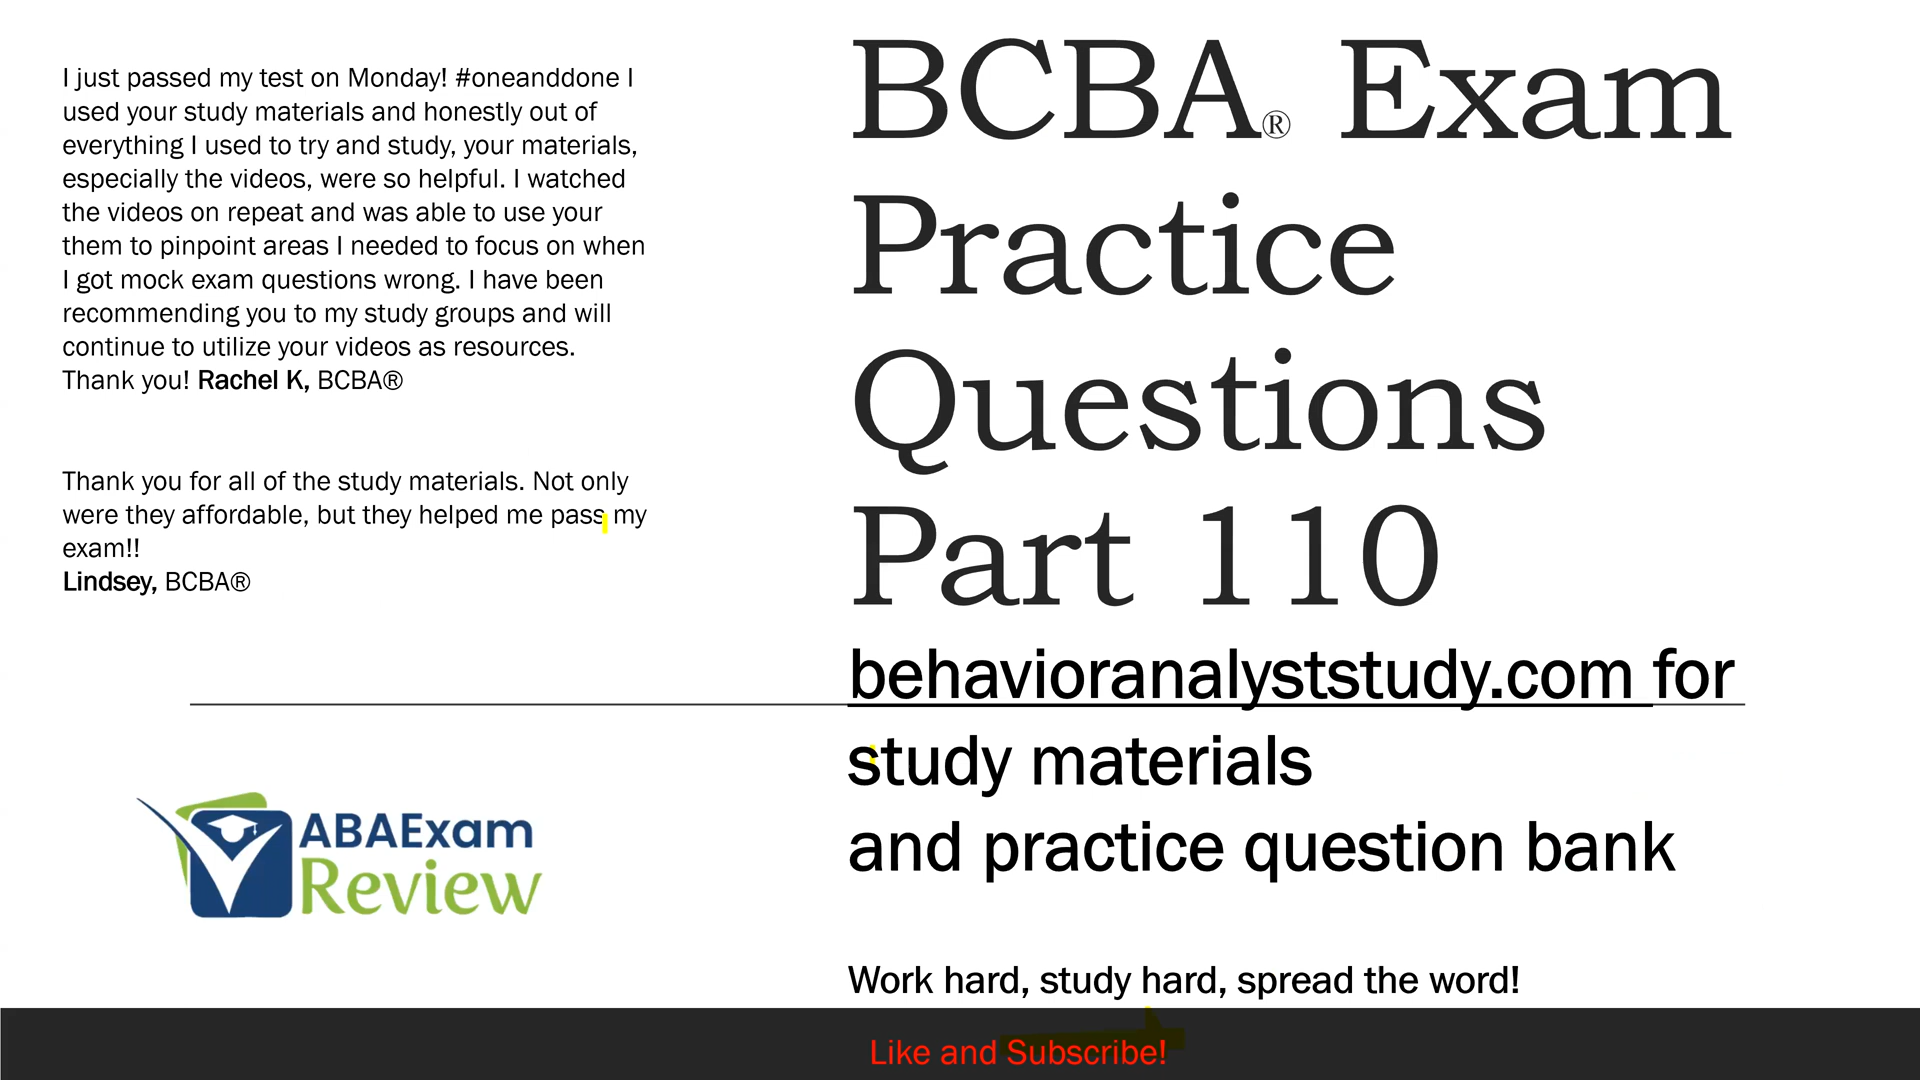 I just passed my test on Monday! #oneanddone I
used your study materials and honestly out of
everything I used to try and study, your materials,
especially the videos, were so helpful. I watched
the videos on repeat and was able to use your
them to pinpoint areas I needed to focus on when
I got mock exam questions wrong. I have been
recommending you to my study groups and will
continue to utilize your videos as resources.
Thank you! Rachel K, BCBA®
Thank you for all of the study materials. Not only
were they affordable, but they helped me pass my
exam!!
Lindsey, BCBA®
ABAExam
Review
BCBA® Exam
Practice
Questions
Part 110
behavioranalyststudy.com for
study materials
and practice question bank
Work hard, study hard, spread the word!
Like and Subscribe!